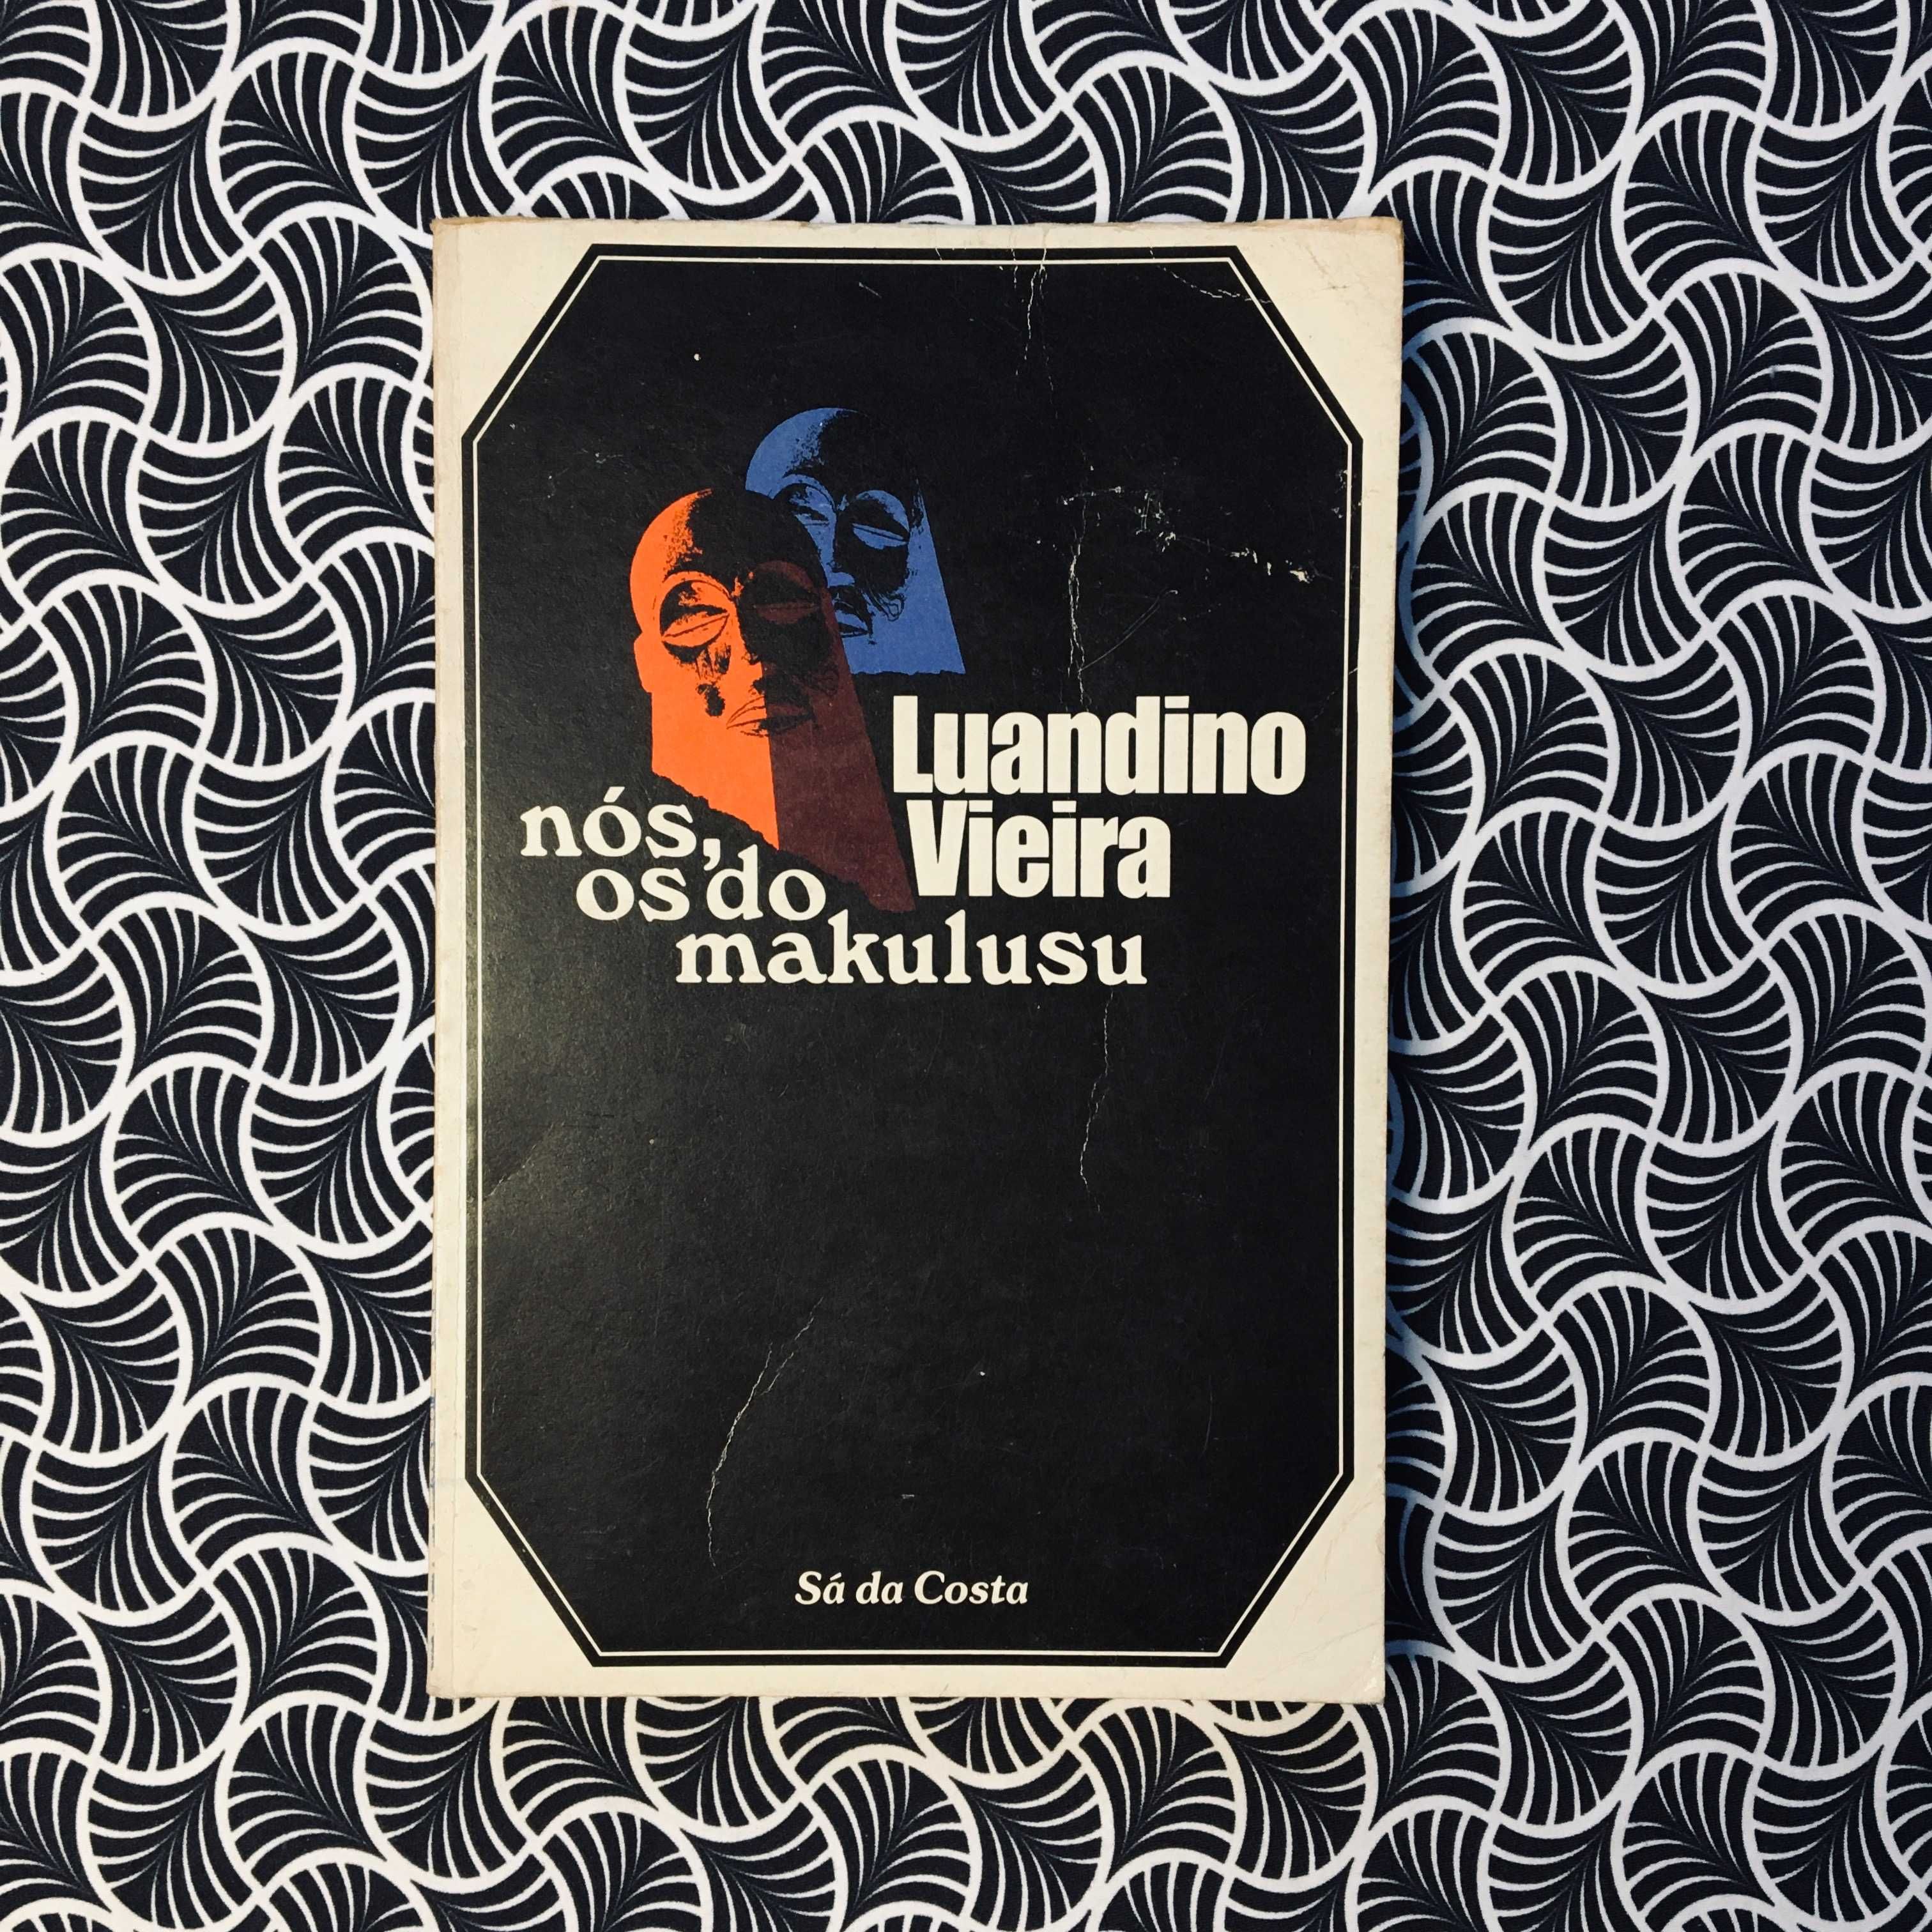 Luandino
Vieira
nós,
os do
makulusu
Sá da Costa